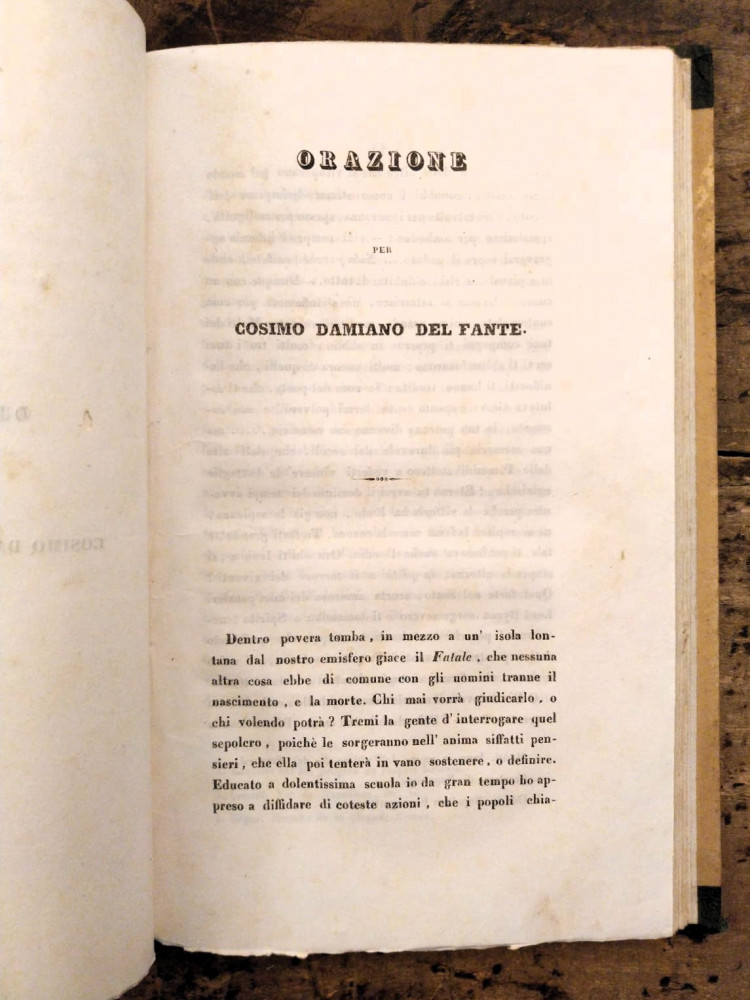 ORAZIONE
PER
COSIMO DAMIANO DEL FANTE.
Dentro povera tomba, in mezzo a un' isola lon-
tana dal nostro emisfero giace il Fatale, che nessuna
altra cosa ebbe di comune con gli uomini tranne il
nascimento, e la morte. Chi mai vorrà giudicarlo, o
chi volendo potrà? Tremi la gente d' interrogare quel
sepolcro, poichè le sorgeranno nell' anima siffatti pen-
sieri, che ella poi tenterà in vano sostenere, o definire.
Educato a dolentissima scuola io da gran tempo ho ap-
preso a diffidare di coteste azioni, che i popoli chia-